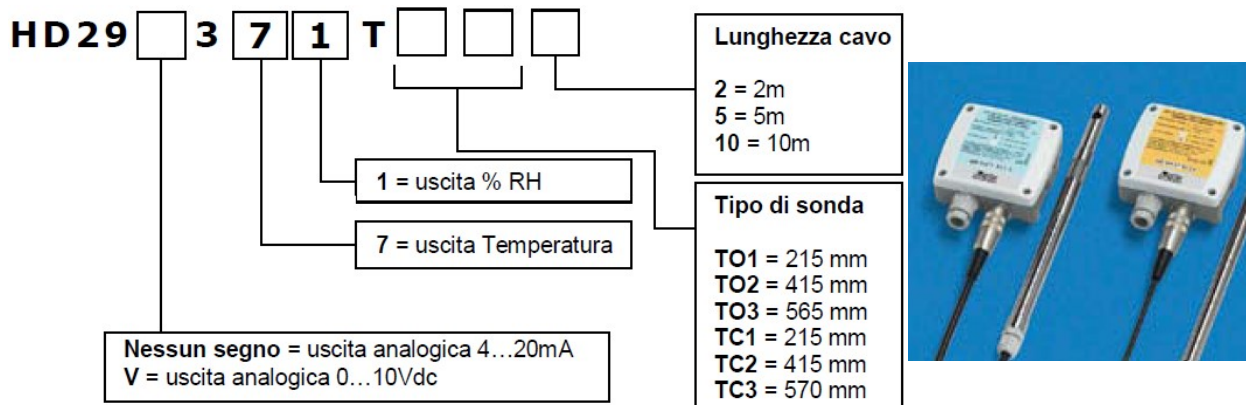 HD29 3 7 1 T
Lunghezza cavo
2 = 2m
5 = 5m
10 = 10m
1 = uscita % RH
7 = uscita Temperatura
Tipo di sonda
TO1 = 215 mm
TO2 = 415 mm
TO3 = 565 mm
TC1 = 215 mm
TC2 = 415 mm
TC3 = 570 mm
Nessun segno = uscita analogica 4…20mA
V = uscita analogica 0…10Vdc